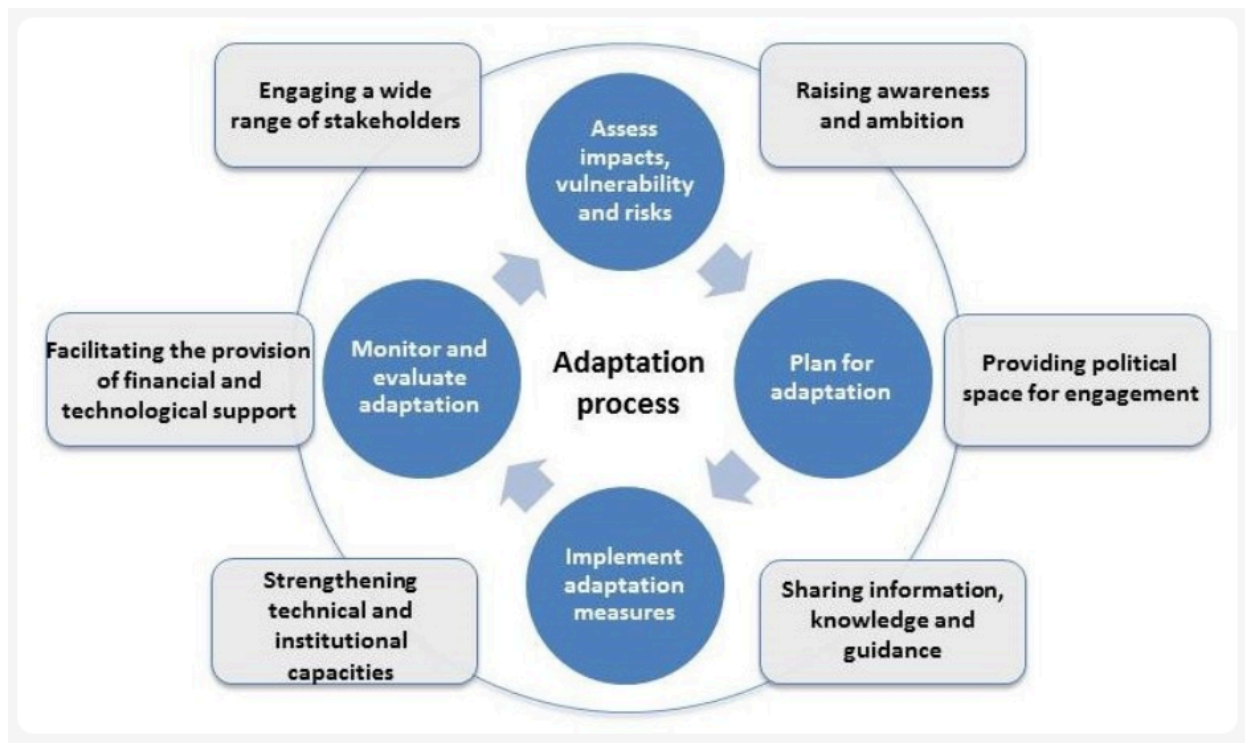 Engaging a wide
range of stakeholders
Raising awareness
and ambition
Assess
impacts,
vulnerability
and risks
Facilitating the provision
of financial and
technological support
Monitor and
evaluate
adaptation
Adaptation
process
Plan for
adaptation
Providing political
space for engagement
Strengthening
technical and
institutional
capacities
Implement
adaptation
measures
Sharing information,
knowledge and
guidance